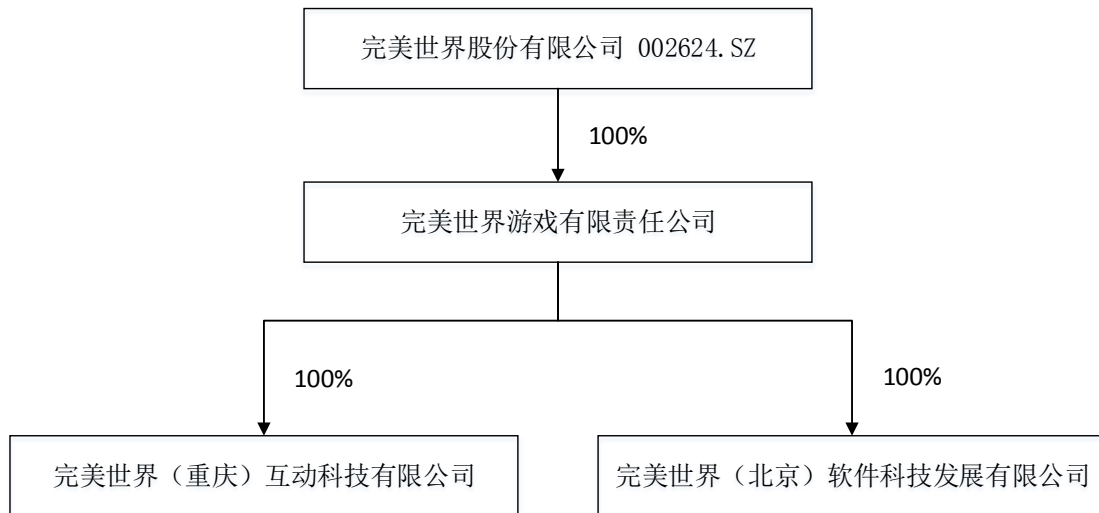 完美世界股份有限公司 002624.SZ
100%
完美世界游戏有限责任公司
100%
100%
完美世界（重庆）互动科技有限公司
完美世界（北京）软件科技发展有限公司